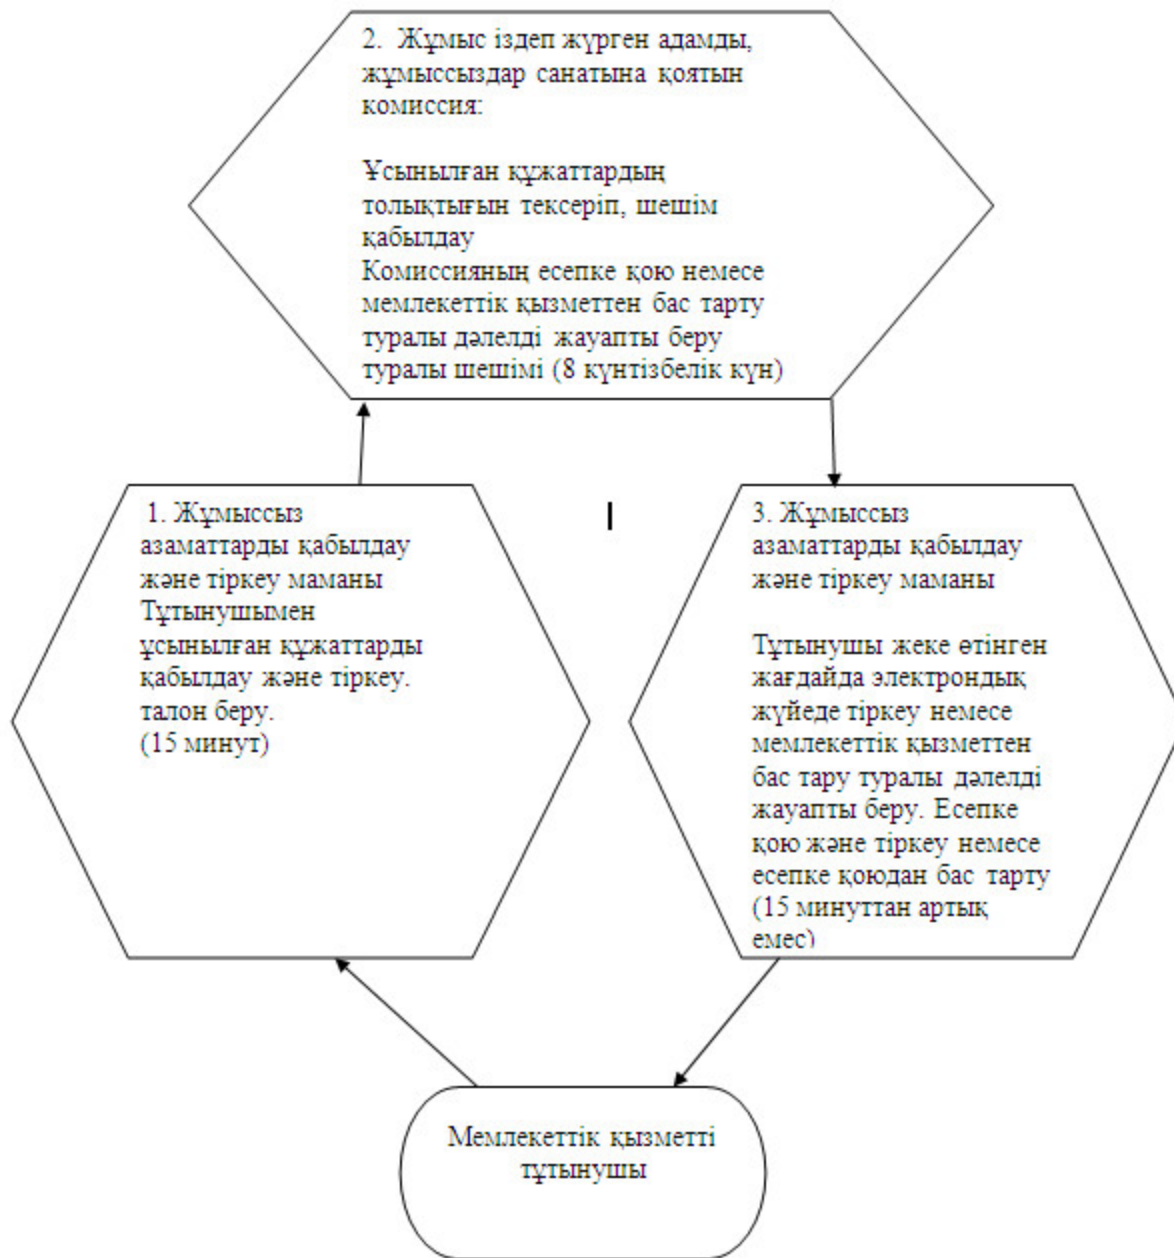 2. Жұмыс іздеп жүрген адамды,
жұмыссыздар санатына қоятын
комиссия:
Ұсынылған құжаттардың
толықтығын тексеріп, шешім
қабылдау
Комиссияның есепке қою немесе
мемлекеттік қызметтен бас тарту
туралы дәлелді жауапты беру
туралы шешімі (8 күнтізбелік күн)
1. Жұмыссыз
азаматтарды қабылдау
және тіркеу маманы
Тұтынушымен
ұсынылған құжаттарды
қабылдау және тіркеу.
талон беру.
(15 минут)
3. Жұмыссыз
азаматтарды қабылдау
және тіркеу маманы
Тұтынушы жеке өтінген
жағдайда электрондық
жүйеде тіркеу немесе
мемлекеттік қызметтен
бас тару туралы дәлелді
жауапты беру. Есепке
қою және тіркеу немесе
есепке қоюдан бас тарту
(15 минуттан артық
емес)
Мемлекеттік қызметті
тұтынушы